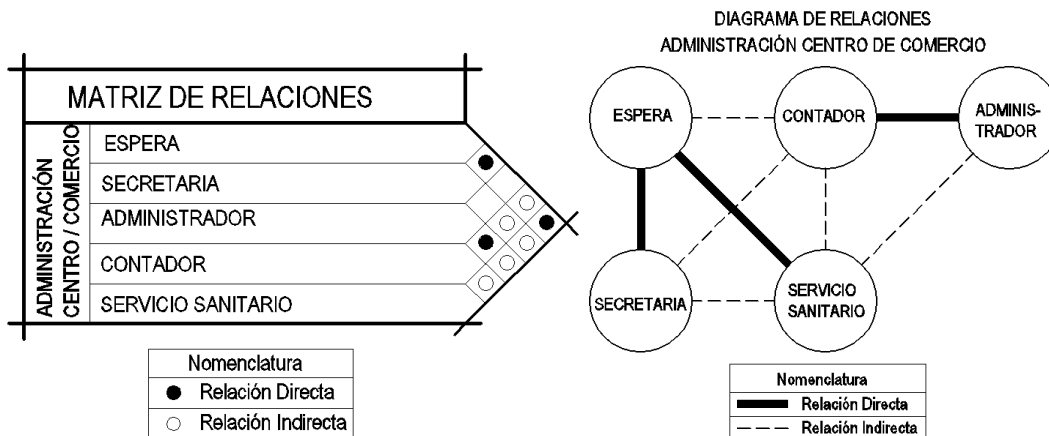 MATRIZ DE RELACIONES
ADMINISTRACIÓN
CENTRO / COMERCIO
ESPERA
SECRETARIA
ADMINISTRADOR
CONTADOR
SERVICIO SANITARIO
Nomenclatura
Relación Directa
Relación Indirecta
DIAGRAMA DE RELACIONES
ADMINISTRACIÓN CENTRO DE COMERCIO
ESPERA
CONTADOR
ADMINIS-
TRADOR
SECRETARIA
SERVICIO
SANITARIO
Nomenclatura
Relación Directa
Relación Indirecta